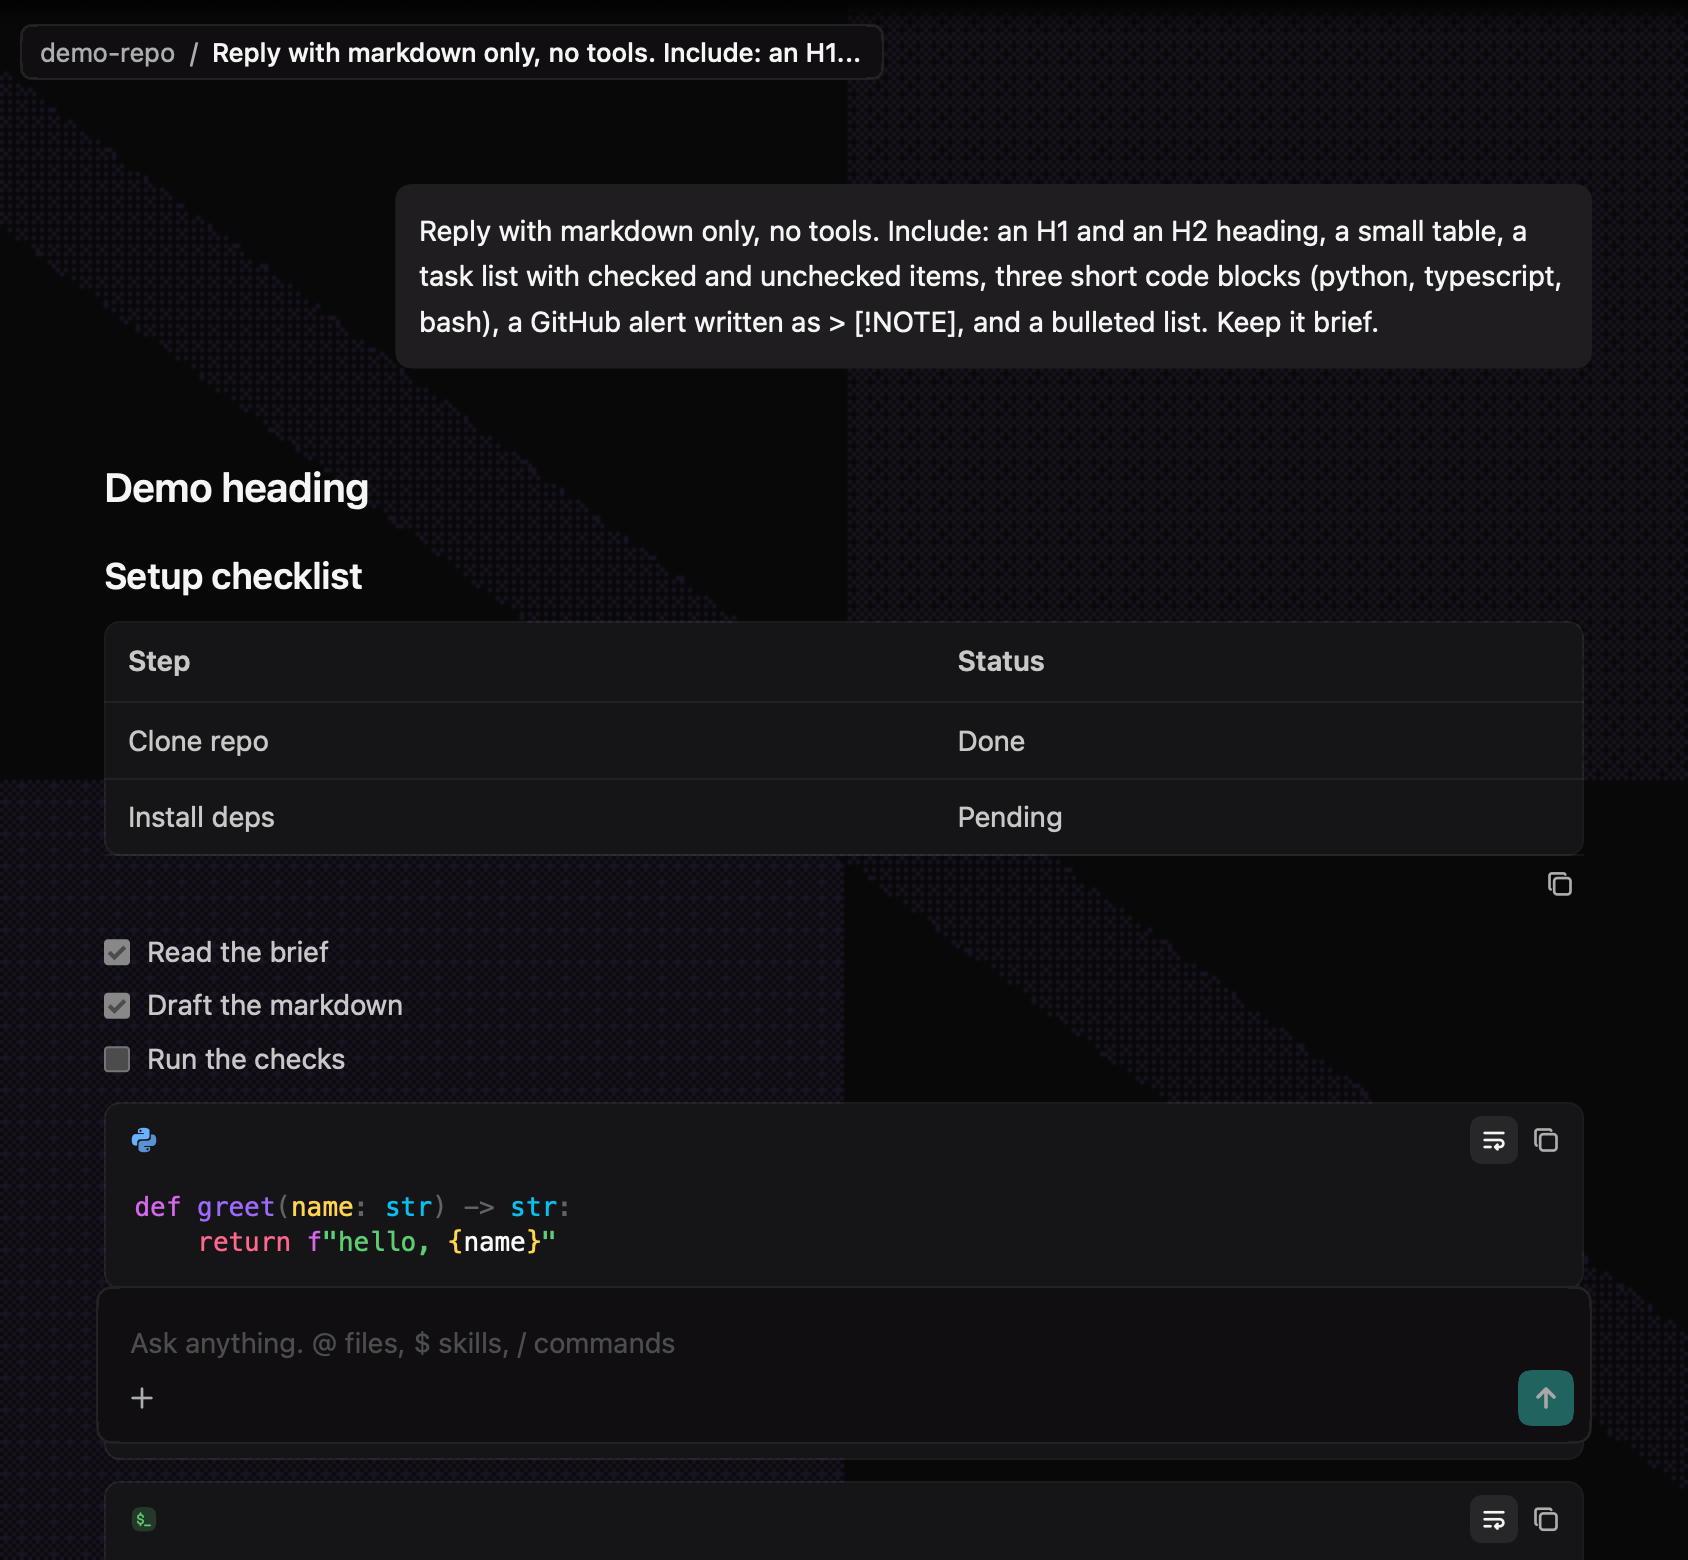 demo-repo / Reply with markdown only, no tools. Include: an H1...
Reply with markdown only, no tools. Include: an H1 and an H2 heading, a small table, a
task list with checked and unchecked items, three short code blocks (python, typescript,
bash), a GitHub alert written as > [!NOTE], and a bulleted list. Keep it brief.
Demo heading
Setup checklist
Step Status
Clone repo Done
Install deps Pending
Read the brief
Draft the markdown
Run the checks
def greet(name: str) -> str:
    return f"hello, {name}"
Ask anything. @ files, $ skills, / commands
$_